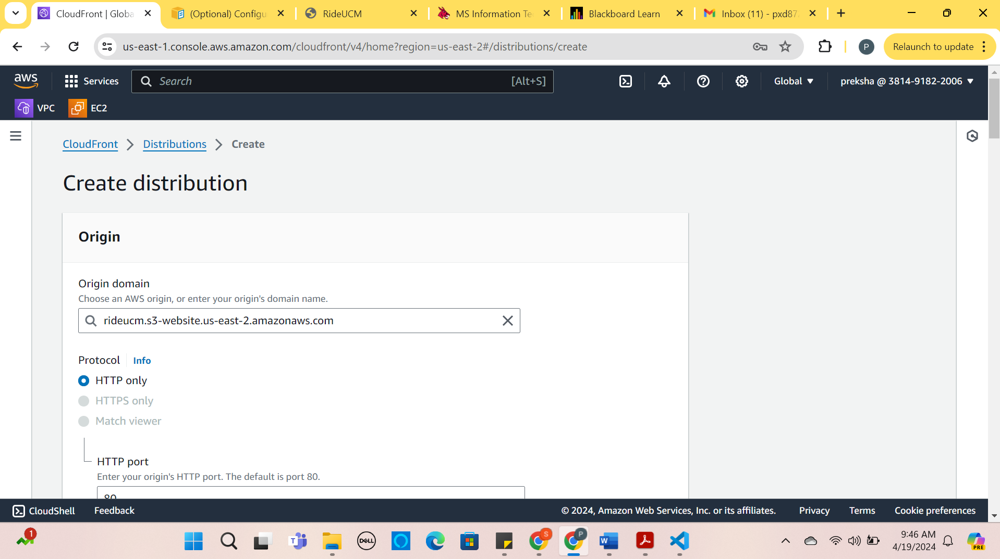 CloudFront | Globa
(Optional) Configu
RideUCM
MS Information Te
Blackboard Learn
Inbox (11) - pxd87
us-east-1.console.aws.amazon.com/cloudfront/v4/home?region=us-east-2#/distributions/create
P
Relaunch to update
aws
Services
Search
[Alt+S]
Global
preksha @ 3814-9182-2006
VPC
EC2
CloudFront
Distributions
Create
Create distribution
Origin
Origin domain
Choose an AWS origin, or enter your origin's domain name.
rideucm.s3-website.us-east-2.amazonaws.com
Protocol
Info
HTTP only
HTTPS only
Match viewer
HTTP port
Enter your origin's HTTP port. The default is port 80.
80
CloudShell
Feedback
© 2024, Amazon Web Services, Inc. or its affiliates.
Privacy
Terms
Cookie preferences
1
T
DELL
S
P
W
9:46 AM
4/19/2024
PRE